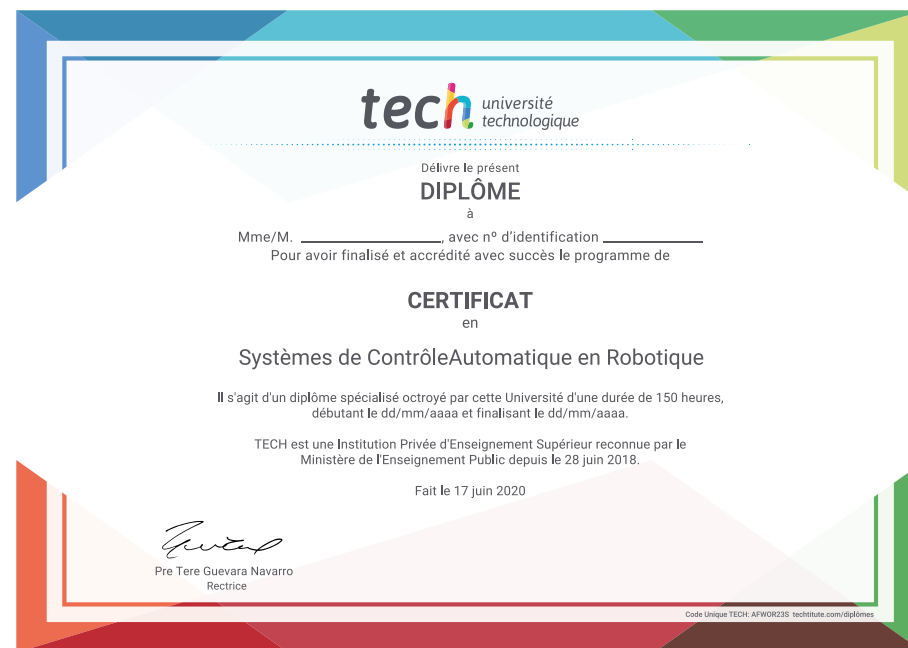 tech université
technologique
Délivre le présent
DIPLÔME
à
Mme/M. ____________________, avec nº d'identification ______________
Pour avoir finalisé et accrédité avec succès le programme de
CERTIFICAT
en
Systèmes de ContrôleAutomatique en Robotique
Il s'agit d'un diplôme spécialisé octroyé par cette Université d'une durée de 150 heures,
débutant le dd/mm/aaaa et finalisant le dd/mm/aaaa.
TECH est une Institution Privée d'Enseignement Supérieur reconnue par le
Ministère de l'Enseignement Public depuis le 28 juin 2018.
Fait le 17 juin 2020
Pre Tere Guevara Navarro
Rectrice
Code Unique TECH: AFWOR23S techtitute.com/diplômes